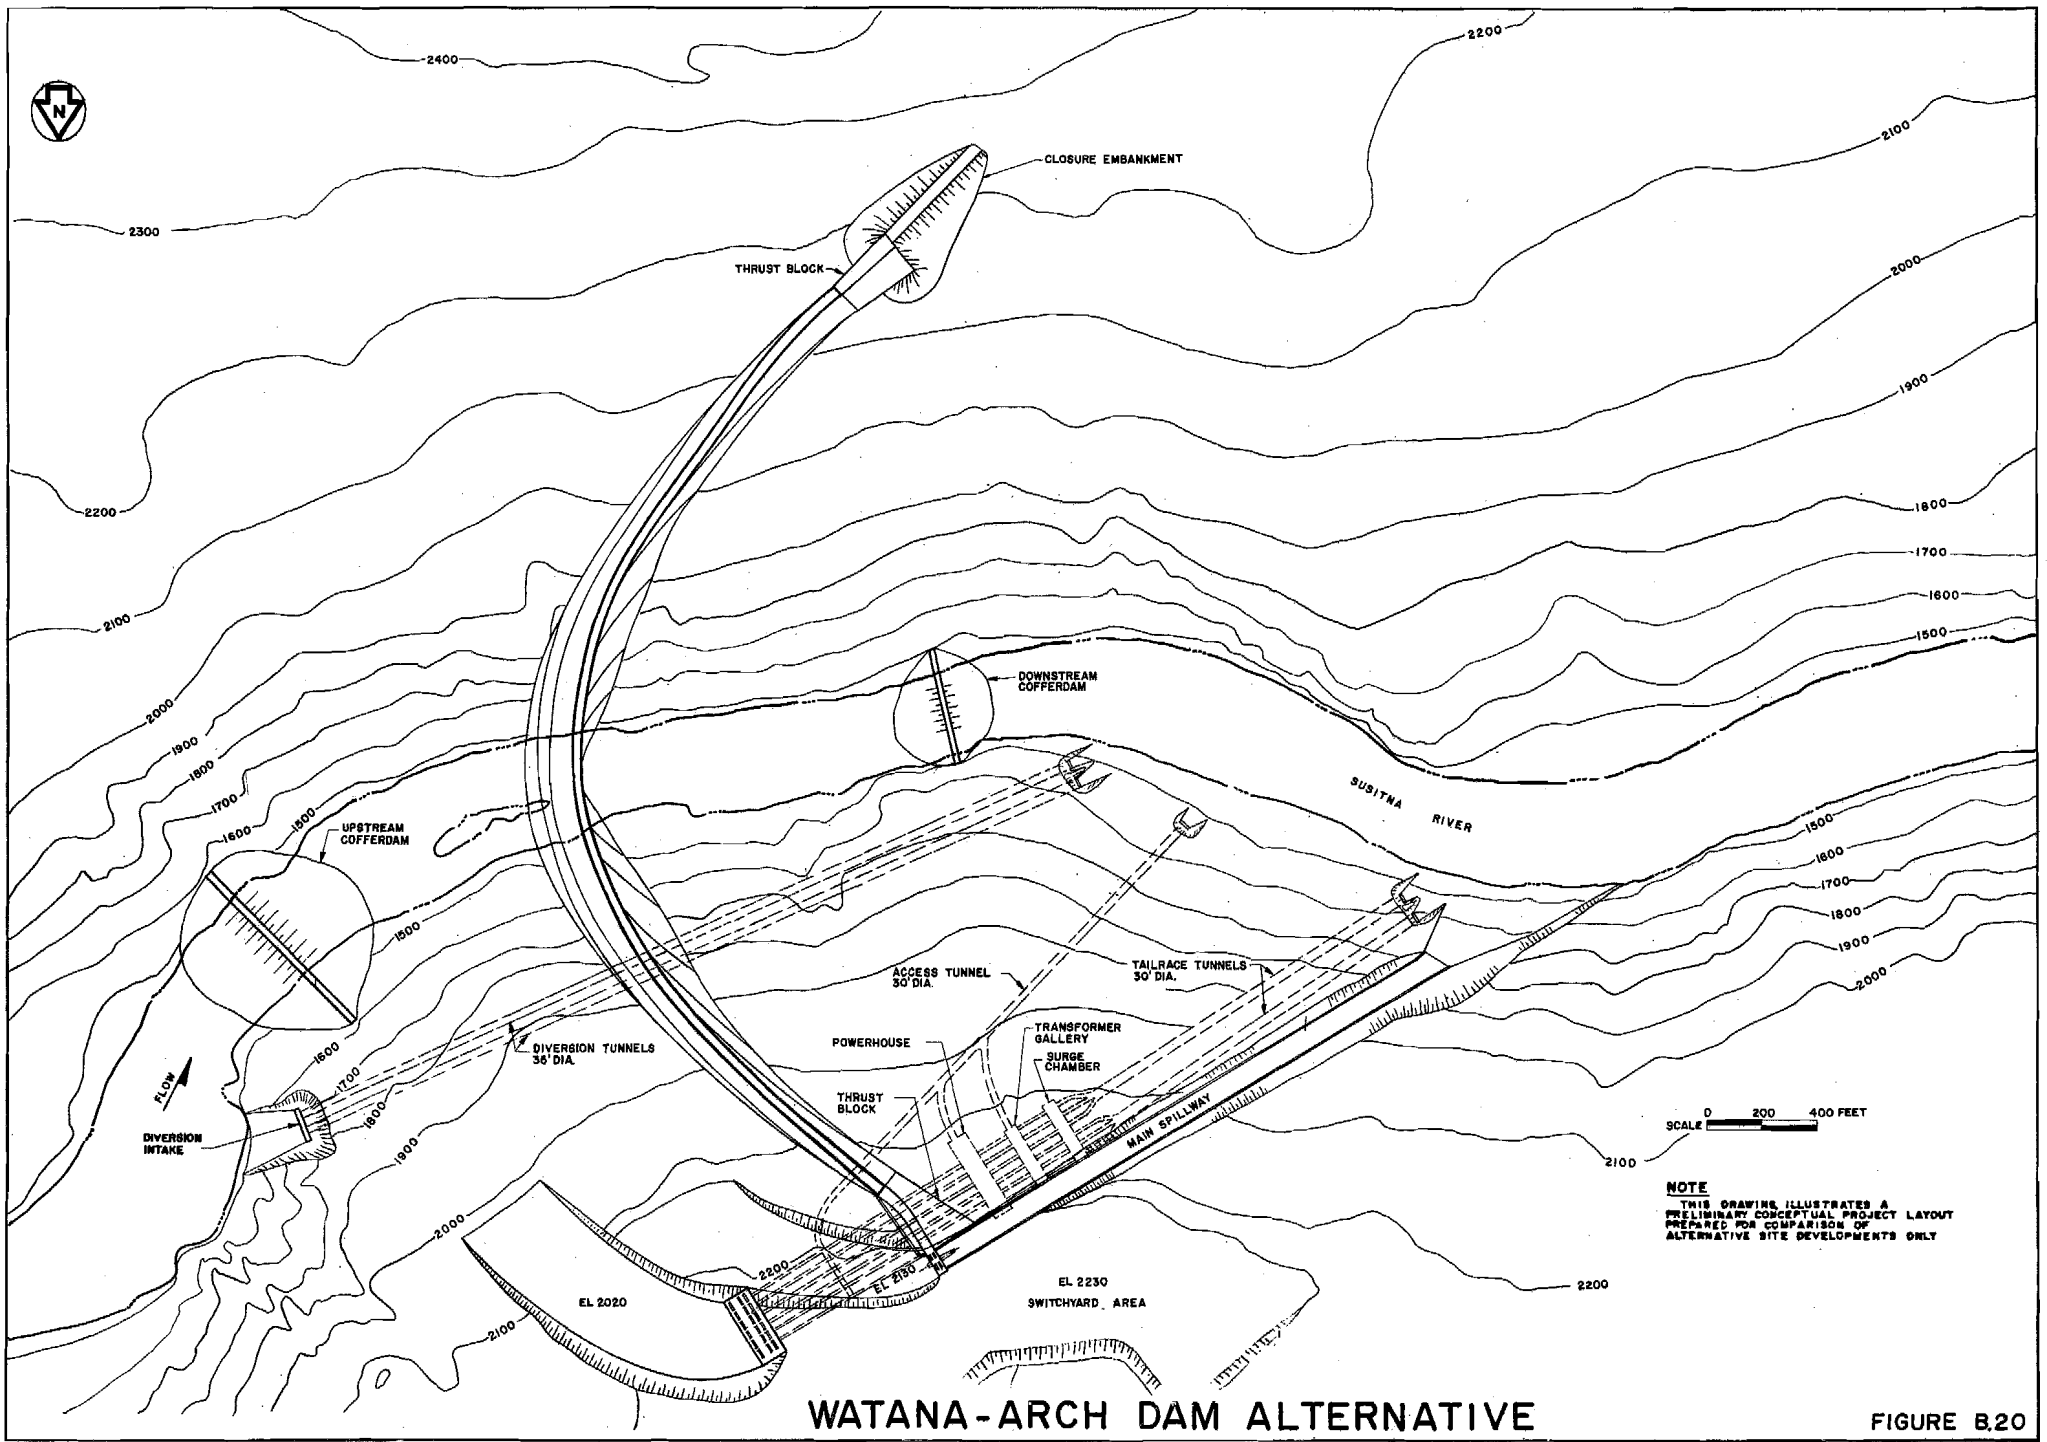 2400
2200
N
2100
CLOSURE EMBANKMENT
2300
THRUST BLOCK
2000
1900
2200
1800
1700
1600
1500
2100
DOWNSTREAM
COFFERDAM
2000
1900
1800
1700
1600
1500
SUSITNA
RIVER
UPSTREAM
COFFERDAM
1500
1600
1700
1800
1900
2000
1500
ACCESS TUNNEL
30' DIA.
TAILRACE TUNNELS
30' DIA.
TRANSFORMER
GALLERY
POWERHOUSE
SURGE
CHAMBER
DIVERSION TUNNELS
35' DIA.
1600
1700
1800
1900
FLOW
THRUST
BLOCK
MAIN SPILLWAY
DIVERSION
INTAKE
0 200 400 FEET
SCALE
2100
NOTE
THIS DRAWING ILLUSTRATES A
PRELIMINARY CONCEPTUAL PROJECT LAYOUT
PREPARED FOR COMPARISON OF
ALTERNATIVE SITE DEVELOPMENTS ONLY
2000
2200
EL 2130
EL 2230
SWITCHYARD AREA
2200
EL 2020
2100
WATANA-ARCH DAM ALTERNATIVE
FIGURE B.20